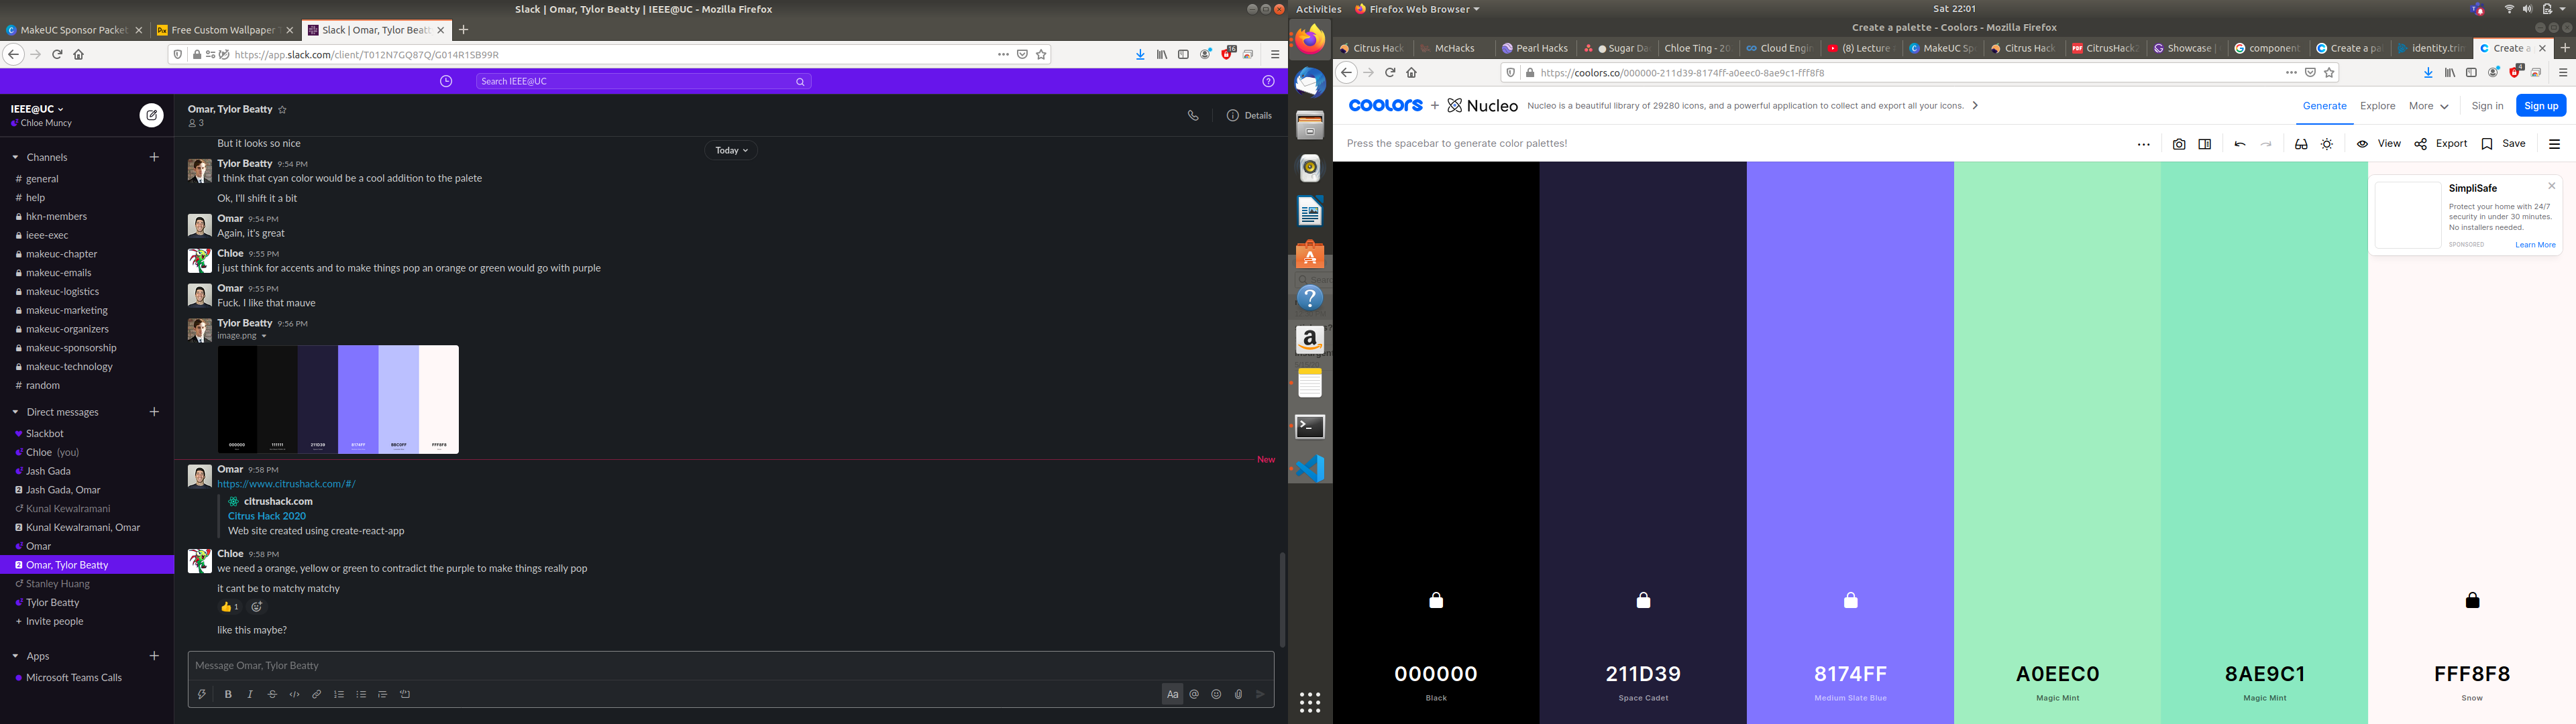 Slack | Omar, Tylor Beatty | IEEE@UC - Mozilla Firefox
MakeUC Sponsor Packet
Free Custom Wallpaper
Slack | Omar, Tylor Beatt
https://app.slack.com/client/T012N7GQ87Q/G014R1SB99R
Search IEEE@UC
IEEE@UC
Chloe Muncy
Channels
# general
# help
hkn-members
ieee-exec
makeuc-chapter
makeuc-emails
makeuc-logistics
makeuc-marketing
makeuc-organizers
makeuc-sponsorship
makeuc-technology
# random
Direct messages
Slackbot
Chloe (you)
Jash Gada
2 Jash Gada, Omar
Kunal Kewalramani
2 Kunal Kewalramani, Omar
Omar
2 Omar, Tylor Beatty
Stanley Huang
Tylor Beatty
+ Invite people
Apps
Microsoft Teams Calls
Omar, Tylor Beatty
3
Details
But it looks so nice
Today
Tylor Beatty 9:54 PM
I think that cyan color would be a cool addition to the palete
Ok, I'll shift it a bit
Omar 9:54 PM
Again, it's great
Chloe 9:55 PM
i just think for accents and to make things pop an orange or green would go with purple
Omar 9:55 PM
Fuck. I like that mauve
Tylor Beatty 9:56 PM
image.png
000000 111111 211D39 8174FF FFF8F8
New
Omar 9:58 PM
https://www.citrushack.com/#/
citrushack.com
Citrus Hack 2020
Web site created using create-react-app
Chloe 9:58 PM
we need a orange, yellow or green to contradict the purple to make things really pop
it cant be to matchy matchy
1
like this maybe?
Message Omar, Tylor Beatty
B I S </> Aa @
Activities
Firefox Web Browser
Sat 22:01
Create a palette - Coolors - Mozilla Firefox
Citrus Hack
McHacks
Pearl Hacks
Sugar Da
Chloe Ting - 20
Cloud Engin
(8) Lecture
MakeUC Sp
Citrus Hack
CitrusHack2
Showcase |
component
Create a pa
identity.trin
Create a
https://coolors.co/000000-211d39-8174ff-a0eec0-8ae9c1-fff8f8
coolors + Nucleo
Nucleo is a beautiful library of 29280 icons, and a powerful application to collect and export all your icons.
Generate
Explore
More
Sign in
Sign up
Press the spacebar to generate color palettes!
View
Export
Save
SimpliSafe
Protect your home with 24/7
security in under 30 minutes.
No installers needed.
SPONSORED
Learn More
000000
Black
211D39
Space Cadet
8174FF
Medium Slate Blue
A0EEC0
Magic Mint
8AE9C1
Magic Mint
FFF8F8
Snow